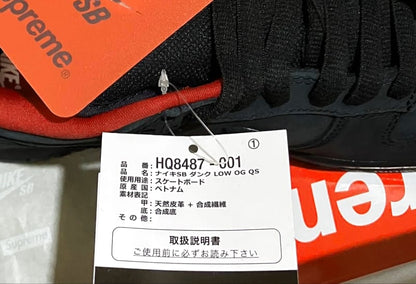 SB
Supreme
①
品番 HQ8487-001
品名：ナイキSB ダンク LOW OG QS
使用用途：スケートボード
原産国：ベトナム
素材表記
甲：天然皮革 + 合成繊維
底：合成底
その他：
取扱説明書
ご使用前に必ずお読み下さい